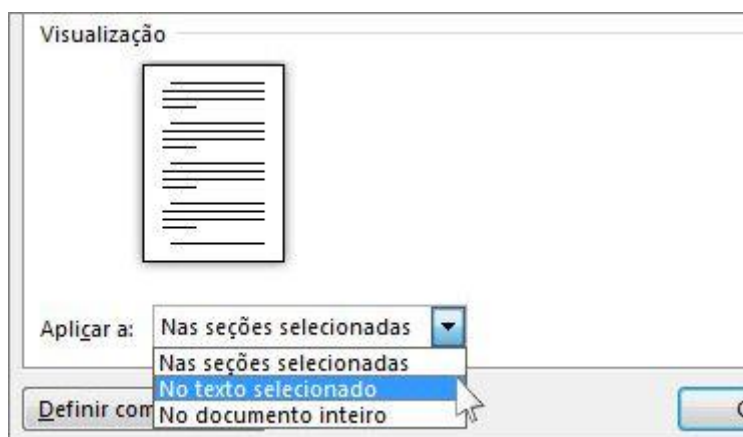 Visualização
Aplicar a: Nas seções selecionadas
Nas seções selecionadas
No texto selecionado
Definir com
No documento inteiro